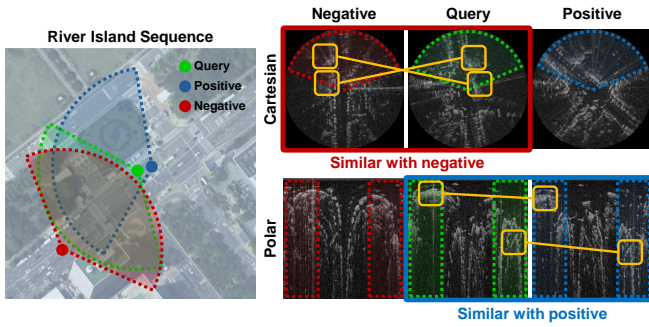 River Island Sequence
Query
Positive
Negative
Negative Query Positive
Cartesian
Similar with negative
Polar
Similar with positive